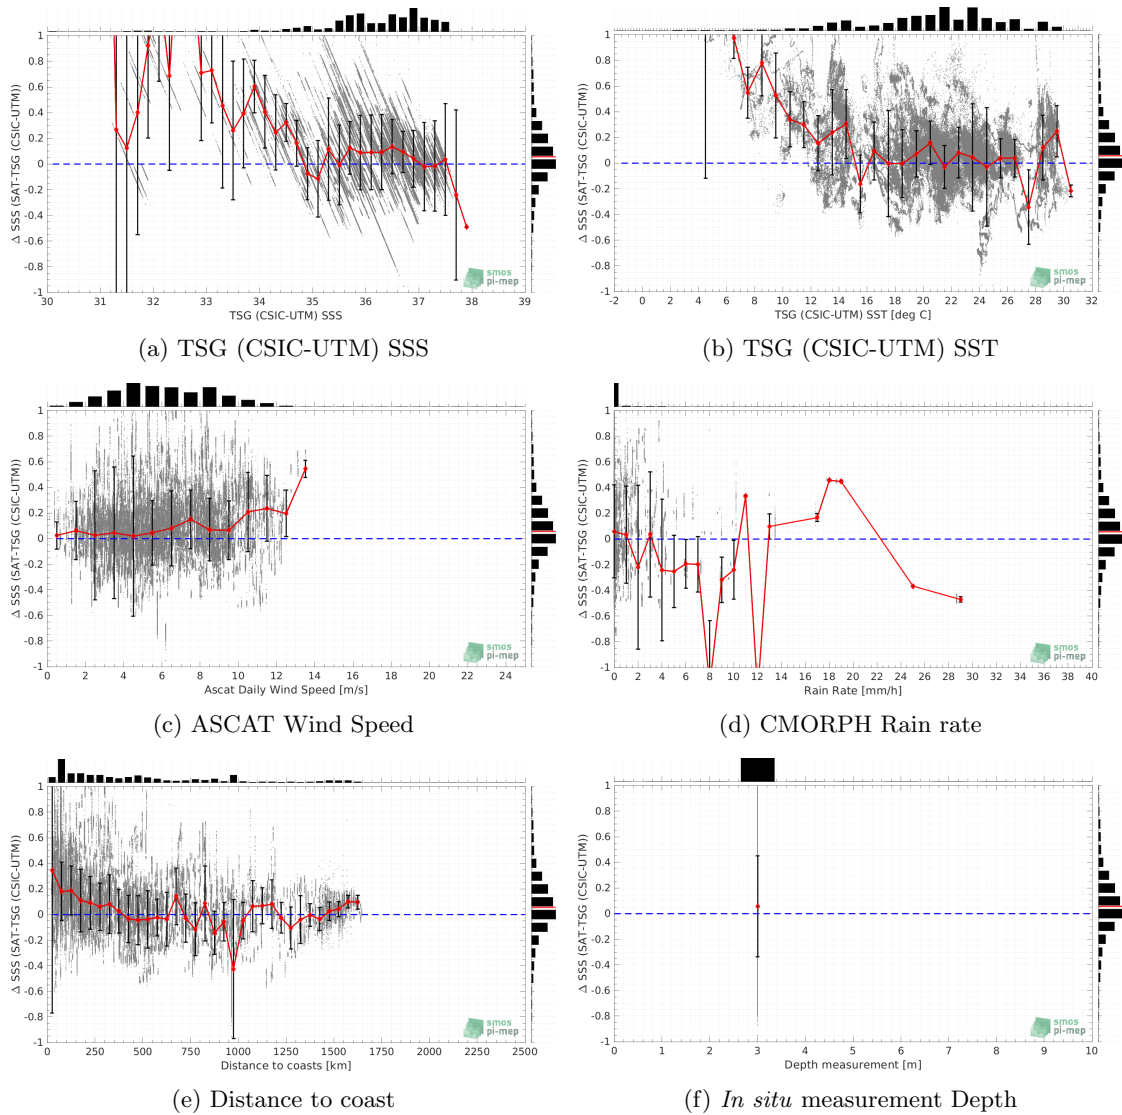 1
0.8
0.6
0.4
0.2
0
-0.2
-0.4
-0.6
-0.8
-1
Δ SSS (SAT-TSG (CSIC-UTM))
30 31 32 33 34 35 36 37 38 39
TSG (CSIC-UTM) SSS
smos
pi-mep
(a) TSG (CSIC-UTM) SSS
1
0.8
0.6
0.4
0.2
0
-0.2
-0.4
-0.6
-0.8
-1
Δ SSS (SAT-TSG (CSIC-UTM))
-2 0 2 4 6 8 10 12 14 16 18 20 22 24 26 28 30 32
TSG (CSIC-UTM) SST [deg C]
smos
pi-mep
(b) TSG (CSIC-UTM) SST
1
0.8
0.6
0.4
0.2
0
-0.2
-0.4
-0.6
-0.8
-1
Δ SSS (SAT-TSG (CSIC-UTM))
0 2 4 6 8 10 12 14 16 18 20 22 24
Ascat Daily Wind Speed [m/s]
smos
pi-mep
(c) ASCAT Wind Speed
1
0.8
0.6
0.4
0.2
0
-0.2
-0.4
-0.6
-0.8
-1
Δ SSS (SAT-TSG (CSIC-UTM))
0 2 4 6 8 10 12 14 16 18 20 22 24 26 28 30 32 34 36 38 40
Rain Rate [mm/h]
smos
pi-mep
(d) CMORPH Rain rate
1
0.8
0.6
0.4
0.2
0
-0.2
-0.4
-0.6
-0.8
-1
Δ SSS (SAT-TSG (CSIC-UTM))
0 250 500 750 1000 1250 1500 1750 2000 2250 2500
Distance to coasts [km]
smos
pi-mep
(e) Distance to coast
1
0.8
0.6
0.4
0.2
0
-0.2
-0.4
-0.6
-0.8
-1
Δ SSS (SAT-TSG (CSIC-UTM))
0 1 2 3 4 5 6 7 8 9 10
Depth measurement [m]
smos
pi-mep
(f) In situ measurement Depth